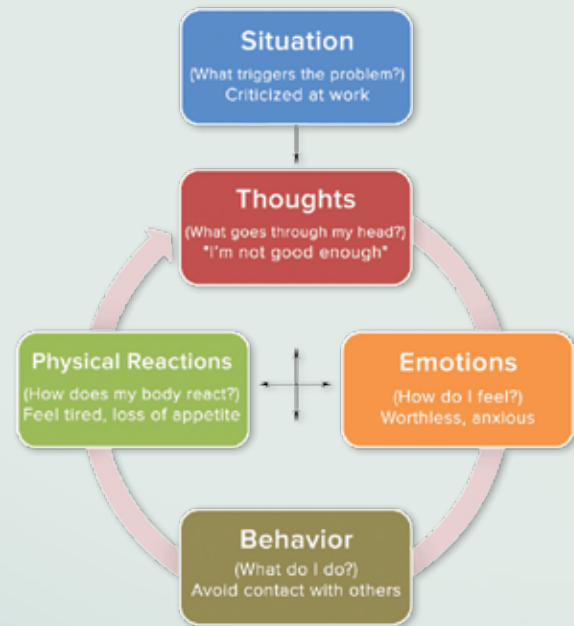 Situation
(What triggers the problem?)
Criticized at work
Thoughts
(What goes through my head?)
"I'm not good enough"
Physical Reactions
(How does my body react?)
Feel tired, loss of appetite
Emotions
(How do I feel?)
Worthless, anxious
Behavior
(What do I do?)
Avoid contact with others